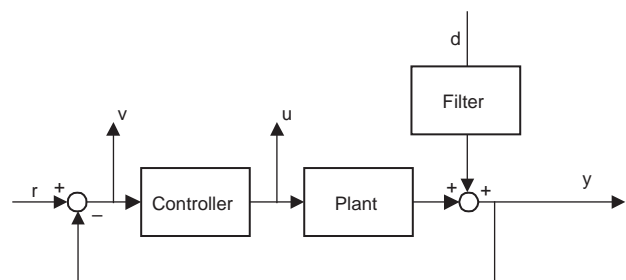 d
Filter
v
u
r
+
−
Controller
Plant
+
+
y